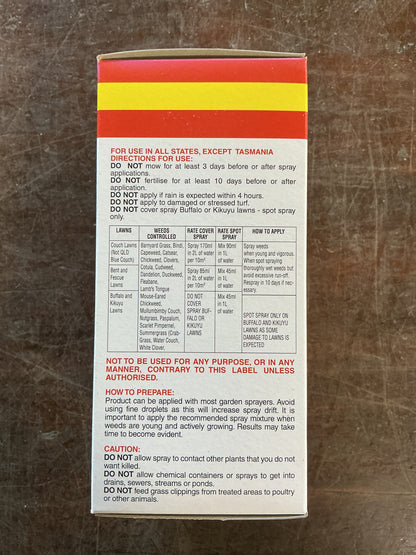 FOR USE IN ALL STATES, EXCEPT TASMANIA
DIRECTIONS FOR USE:
DO NOT mow for at least 3 days before or after spray
applications.
DO NOT fertilise for at least 10 days before or after
application.
DO NOT apply if rain is expected within 4 hours.
DO NOT apply to damaged or stressed turf.
DO NOT cover spray Buffalo or Kikuyu lawns - spot spray
only.
LAWNS
WEEDS
CONTROLLED
RATE COVER
SPRAY
RATE SPOT
SPRAY
HOW TO APPLY
Couch Lawns
(Not QLD
Blue Couch)
Spray 170ml
in 2L of water
per 10m²
Mix 90ml
in 1L
of water
Bent and
Fescue
Lawns
Spray 85ml
in 2L of water
per 10m²
Mix 45ml
in 1L
of water
Buffalo and
Kikuyu
Lawns
DO NOT
COVER
SPRAY BUF-
FALO OR
KIKUYU
LAWNS
Mix 45ml
in 1L
of water
Barnyard Grass, Bindii,
Capeweed, Catsear,
Chickweed, Clovers,
Cotula, Cudweed,
Dandelion, Duckweed
Fleabane,
Lamb's Tongue
Mouse-Eared
Chickweed,
Mullumbimby Couch,
Nutgrass, Paspalum,
Scarlet Pimpernel,
Summergrass (Crab-
Grass, Water Couch,
White Clover,
Spray weeds
when young and vigorous.
When spot spraying
thoroughly wet weeds but
avoid excessive run-off.
Respray in 10 days if nec-
essary.
SPOT SPRAY ONLY ON
BUFFALO AND KIKUYU
LAWNS AS SOME
DAMAGE TO LAWNS IS
EXPECTED
NOT TO BE USED FOR ANY PURPOSE, OR IN ANY
MANNER, CONTRARY TO THIS LABEL UNLESS
AUTHORISED.
HOW TO PREPARE:
Product can be applied with most garden sprayers. Avoid
using fine droplets as this will increase spray drift. It is
important to apply the recommended spray mixture when
weeds are young and actively growing. Results may take
time to become evident.
CAUTION:
DO NOT allow spray to contact other plants that you do not
want killed.
DO NOT allow chemical containers or sprays to get into
drains, sewers, streams or ponds.
DO NOT feed grass clippings from treated areas to poultry
or other animals.